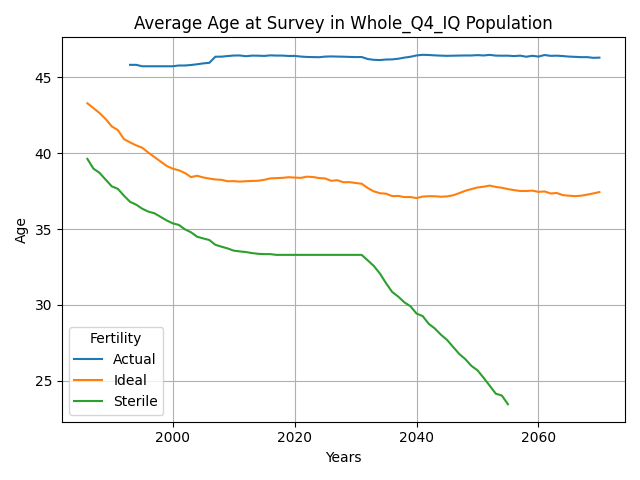 Average Age at Survey in Whole_Q4_IQ Population
Age
45
40
35
30
25
Fertility
Actual
Ideal
Sterile
2000
2020
2040
2060
Years